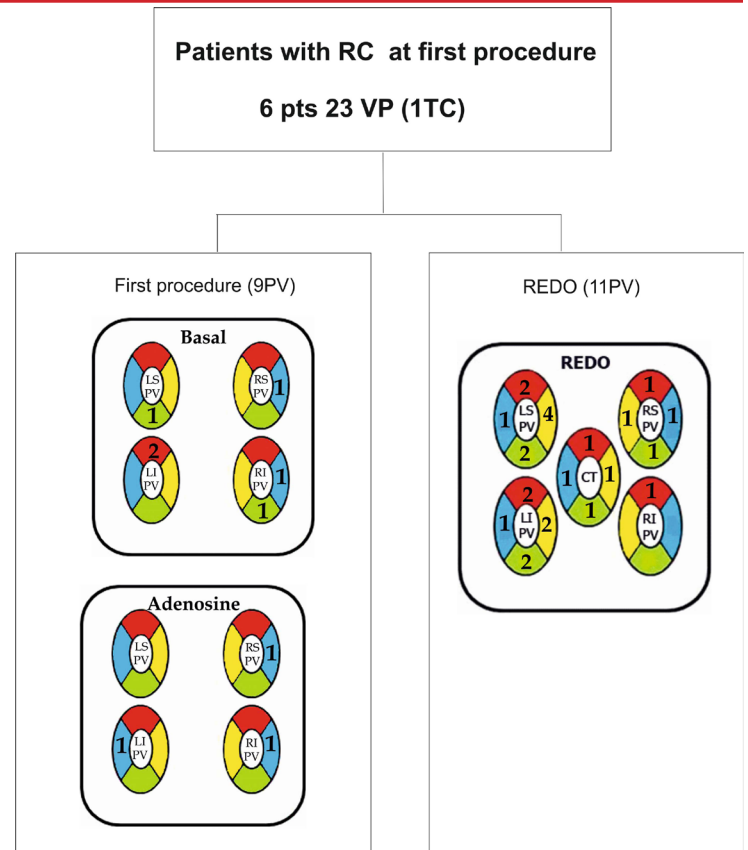 Patients with RC at first procedure
6 pts 23 VP (1TC)
First procedure (9PV)
Basal
LS
PV
1
RS
PV
1
2
LI
PV
RI
PV
1
1
Adenosine
LS
PV
RS
PV
1
1
LI
PV
RI
PV
1
REDO (11PV)
REDO
2
1
LS
PV
4
2
1
1
RS
PV
1
1
1
1
CT
1
1
2
1
LI
PV
2
2
1
RI
PV